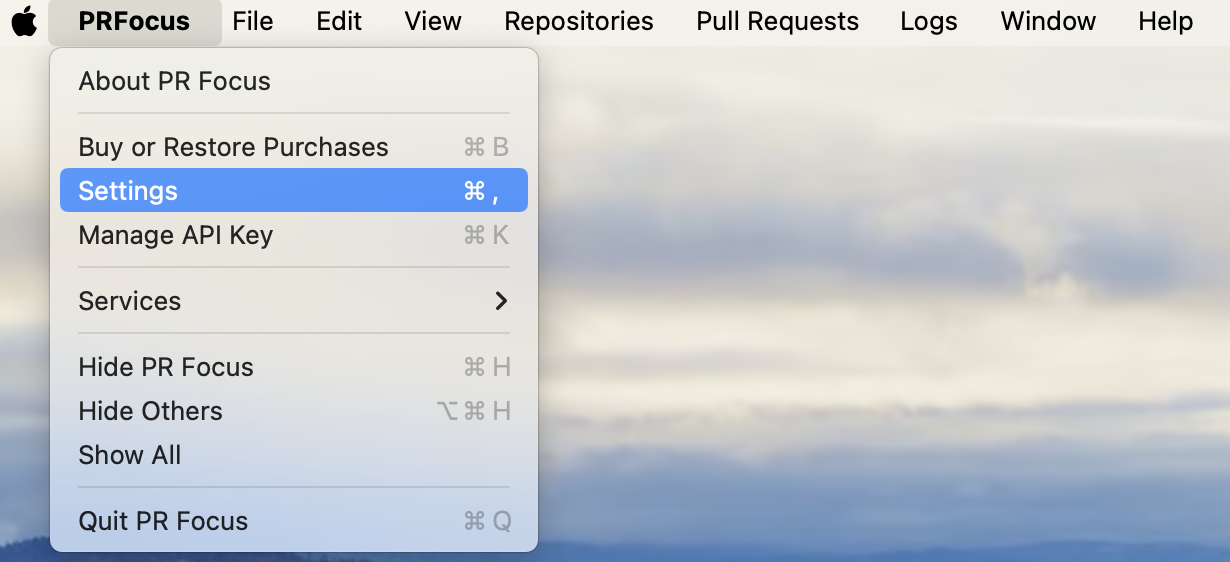 PRFocus File Edit View Repositories Pull Requests Logs Window Help
About PR Focus
Buy or Restore Purchases ⌘ B
Settings ⌘ ,
Manage API Key ⌘ K
Services
Hide PR Focus ⌘ H
Hide Others ⌥ ⌘ H
Show All
Quit PR Focus ⌘ Q